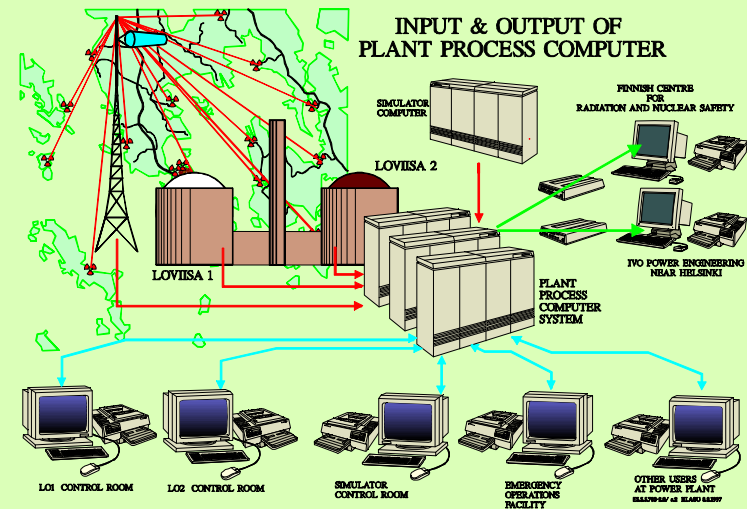 INPUT & OUTPUT OF
PLANT PROCESS COMPUTER
SIMULATOR
COMPUTER
FINNISH CENTRE
FOR
RADIATION AND NUCLEAR SAFETY
LOVIISA 2
LOVIISA 1
IVO POWER ENGINEERING
NEAR HELSINKI
PLANT
PROCESS
COMPUTER
SYSTEM
LO1 CONTROL ROOM
LO2 CONTROL ROOM
SIMULATOR
CONTROL ROOM
EMERGENCY
OPERATIONS
FACILITY
OTHER USERS
AT POWER PLANT